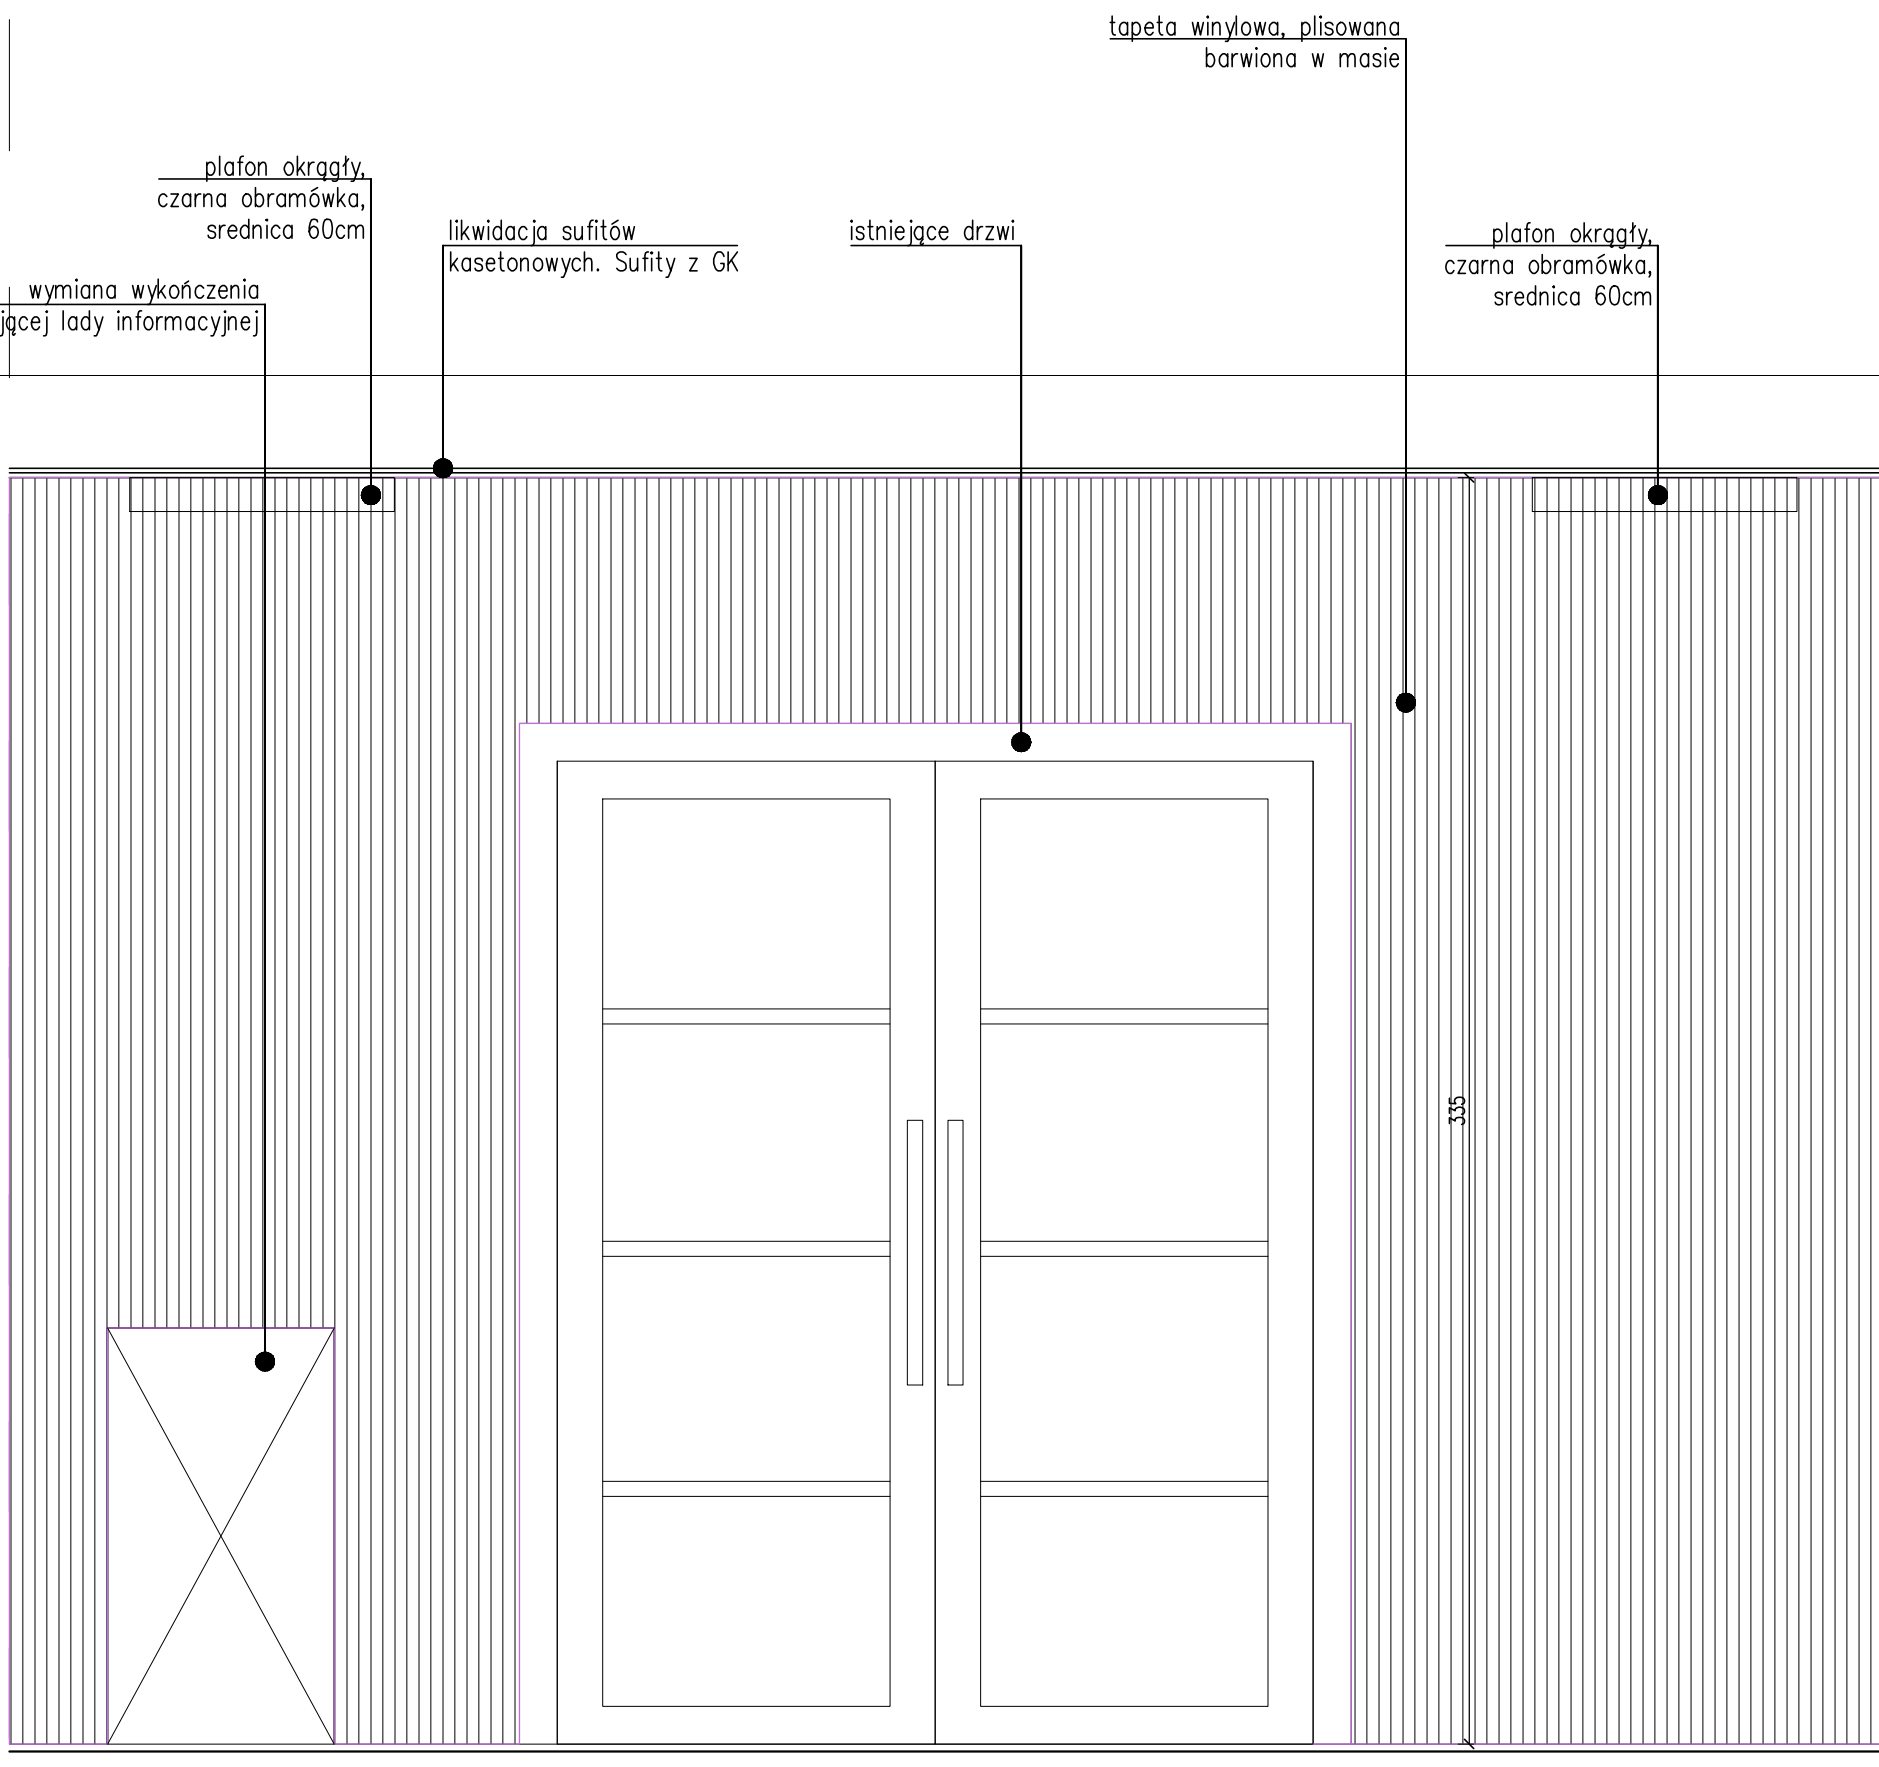 tapeta winylowa, plisowana
barwiona w masie
plafon okrągły,
czarna obramówka,
srednica 60cm
likwidacja sufitów
kasetonowych. Sufity z GK
istniejące drzwi
plafon okrągły,
czarna obramówka,
srednica 60cm
wymiana wykończenia
jącej lady informacyjnej
335